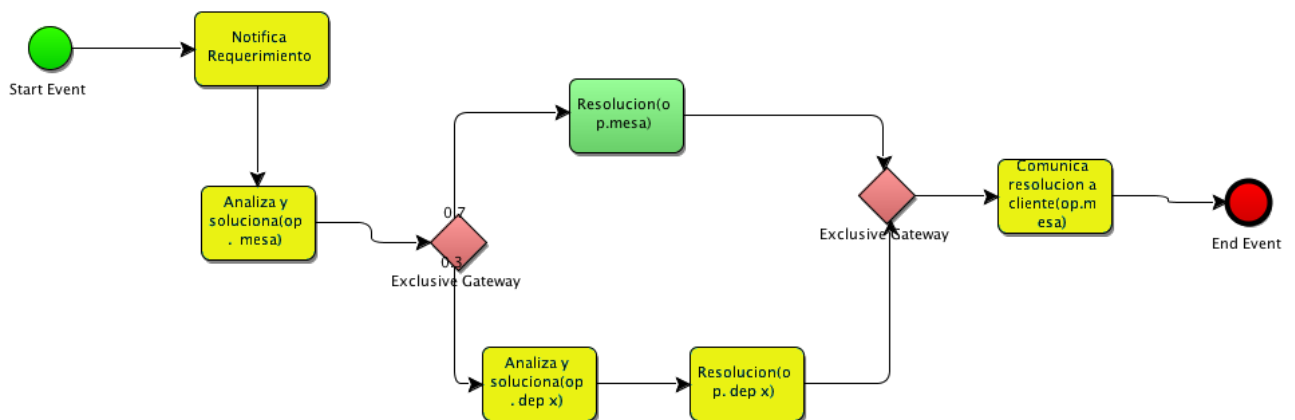 Start Event
Notifica
Requerimiento
Analiza y
soluciona(op
. mesa)
0.7
0.3
Exclusive Gateway
Resolucion(o
p.mesa)
Analiza y
soluciona(op
. dep x)
Resolucion(o
p. dep x)
Exclusive Gateway
Comunica
resolucion a
cliente(op.m
esa)
End Event